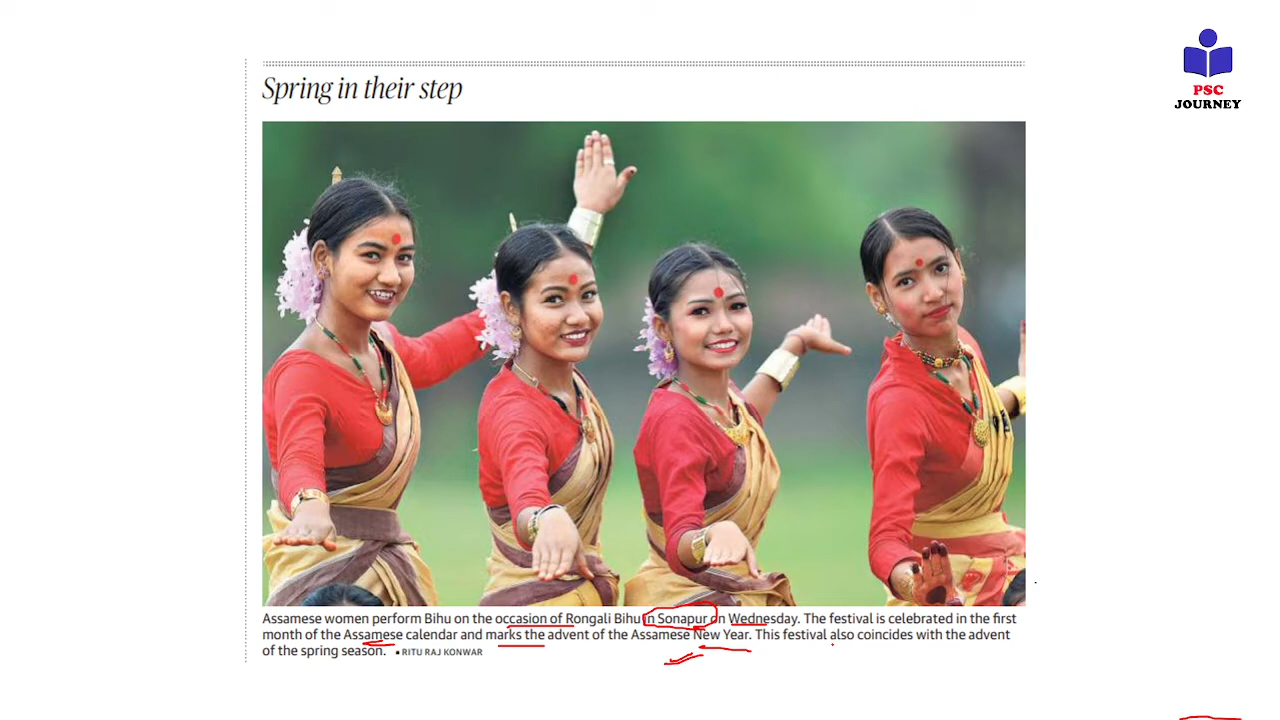 PSC
JOURNEY
Spring in their step
Assamese women perform Bihu on the occasion of Rongali Bihu in Sonapur on Wednesday. The festival is celebrated in the first
month of the Assamese calendar and marks the advent of the Assamese New Year. This festival also coincides with the advent
of the spring season. ▪ RITU RAJ KONWAR